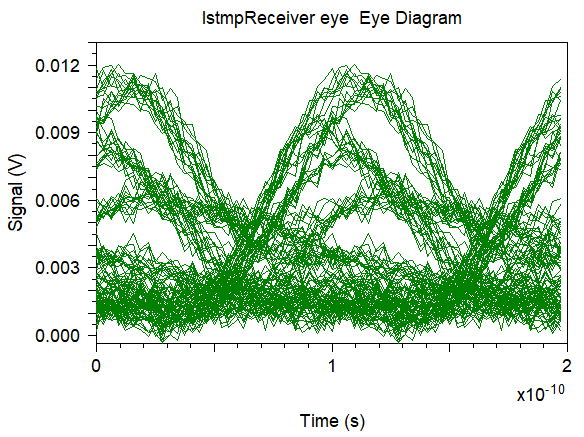 lstmpReceiver eye  Eye Diagram
0.012
0.009
0.006
0.003
0.000
Signal (V)
0
1
2
x10^-10
Time (s)